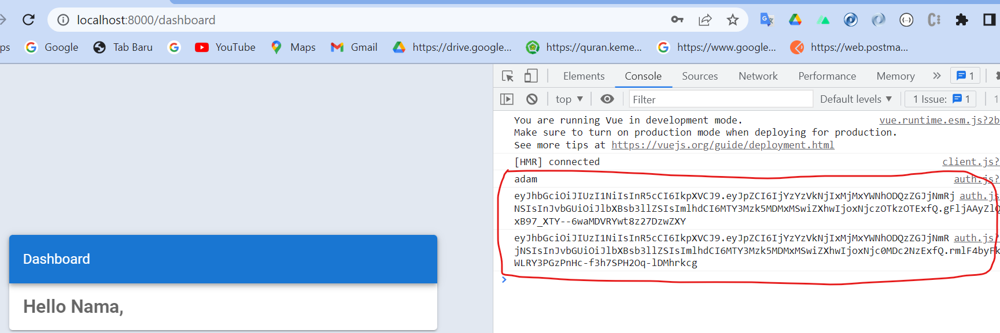 localhost:8000/dashboard
ps Google Tab Baru YouTube Maps Gmail https://drive.google... https://quran.keme... https://www.google... https://web.postma...
Elements Console Sources Network Performance Memory » 1
top ▼ Filter Default levels ▼ 1 Issue: 1 1
You are running Vue in development mode. vue.runtime.esm.js?2b
Make sure to turn on production mode when deploying for production.
See more tips at https://vuejs.org/guide/deployment.html
[HMR] connected client.js?
adam auth.js?
eyJhbGciOiJIUzI1NiIsInR5cCI6IkpXVCJ9.eyJpZCI6IjYzYzVkNjIxMjMxYWNhODQzZGJjNmRj auth.js
NSIsInJvbGUiOiJlbXBsb3llZSIsImlhdCI6MTY3Mzk5MDMxMSwiZXhwIjoxNjczOTkzOTExfQ.gFljAAyZlQ
xB97_XTY--6waMDVRYwt8z27DzwZXY
eyJhbGciOiJIUzI1NiIsInR5cCI6IkpXVCJ9.eyJpZCI6IjYzYzVkNjIxMjMxYWNhODQzZGJjNmR auth.js?
jNSIsInJvbGUiOiJlbXBsb3llZSIsImlhdCI6MTY3Mzk5MDMxMSwiZXhwIjoxNjc0MDc2NzExfQ.rmlF4byFk
WLRY3PGzPnHc-f3h7SPH2Oq-lDMhrkcg
>
Dashboard
Hello Nama,